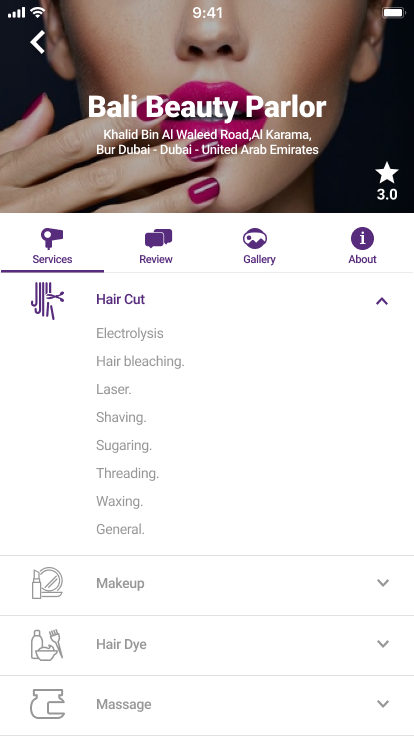 9:41
Bali Beauty Parlor
Khalid Bin Al Waleed Road,Al Karama,
Bur Dubai - Dubai - United Arab Emirates
3.0
Services Review Gallery About
Hair Cut
Electrolysis
Hair bleaching.
Laser.
Shaving.
Sugaring.
Threading.
Waxing.
General.
Makeup
Hair Dye
Massage